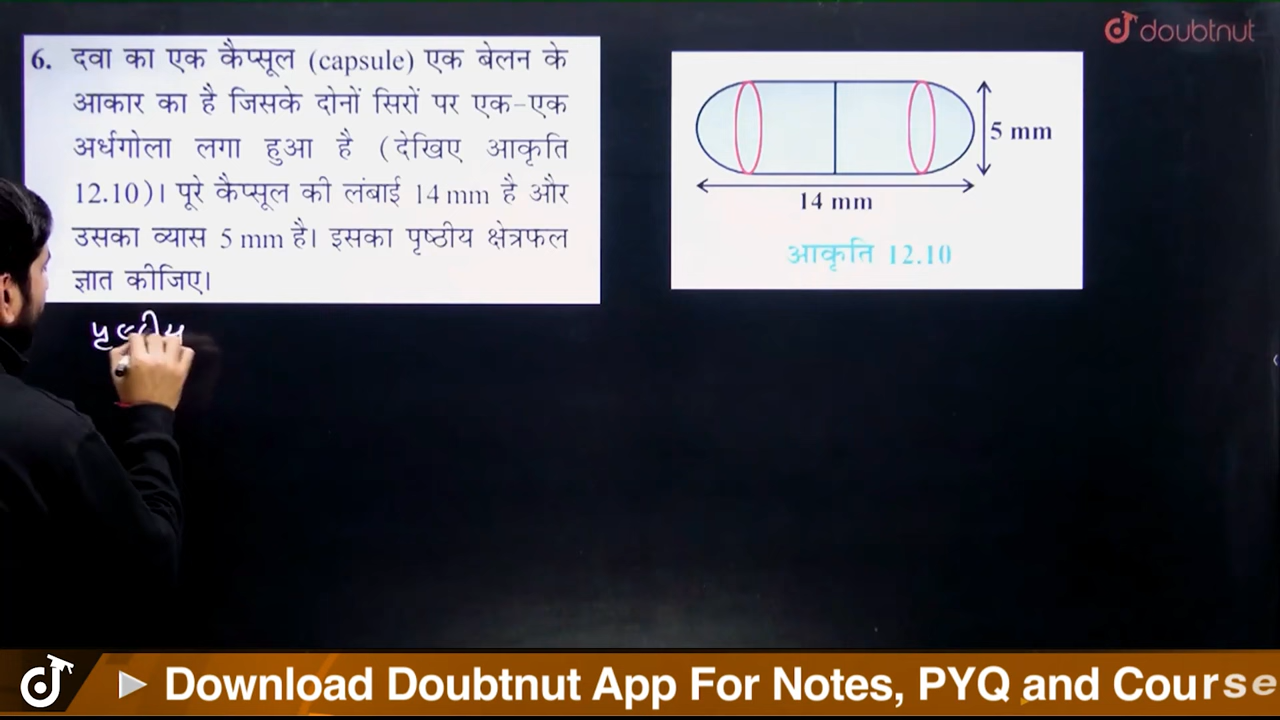 doubtnut
6. दवा का एक कैप्सूल (capsule) एक बेलन के
आकार का है जिसके दोनों सिरों पर एक-एक
अर्धगोला लगा हुआ है (देखिए आकृति
12.10)। पूरे कैप्सूल की लंबाई 14 mm है और
उसका व्यास 5 mm है। इसका पृष्ठीय क्षेत्रफल
ज्ञात कीजिए।
5 mm
14 mm
आकृति 12.10
पृष्ठीय
Download Doubtnut App For Notes, PYQ and Course